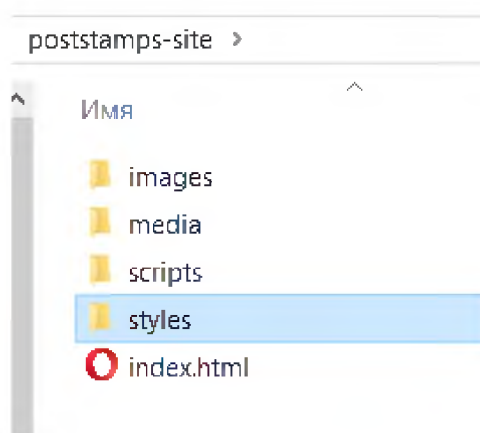 poststamps-site
Имя
images
media
scripts
styles
index.html